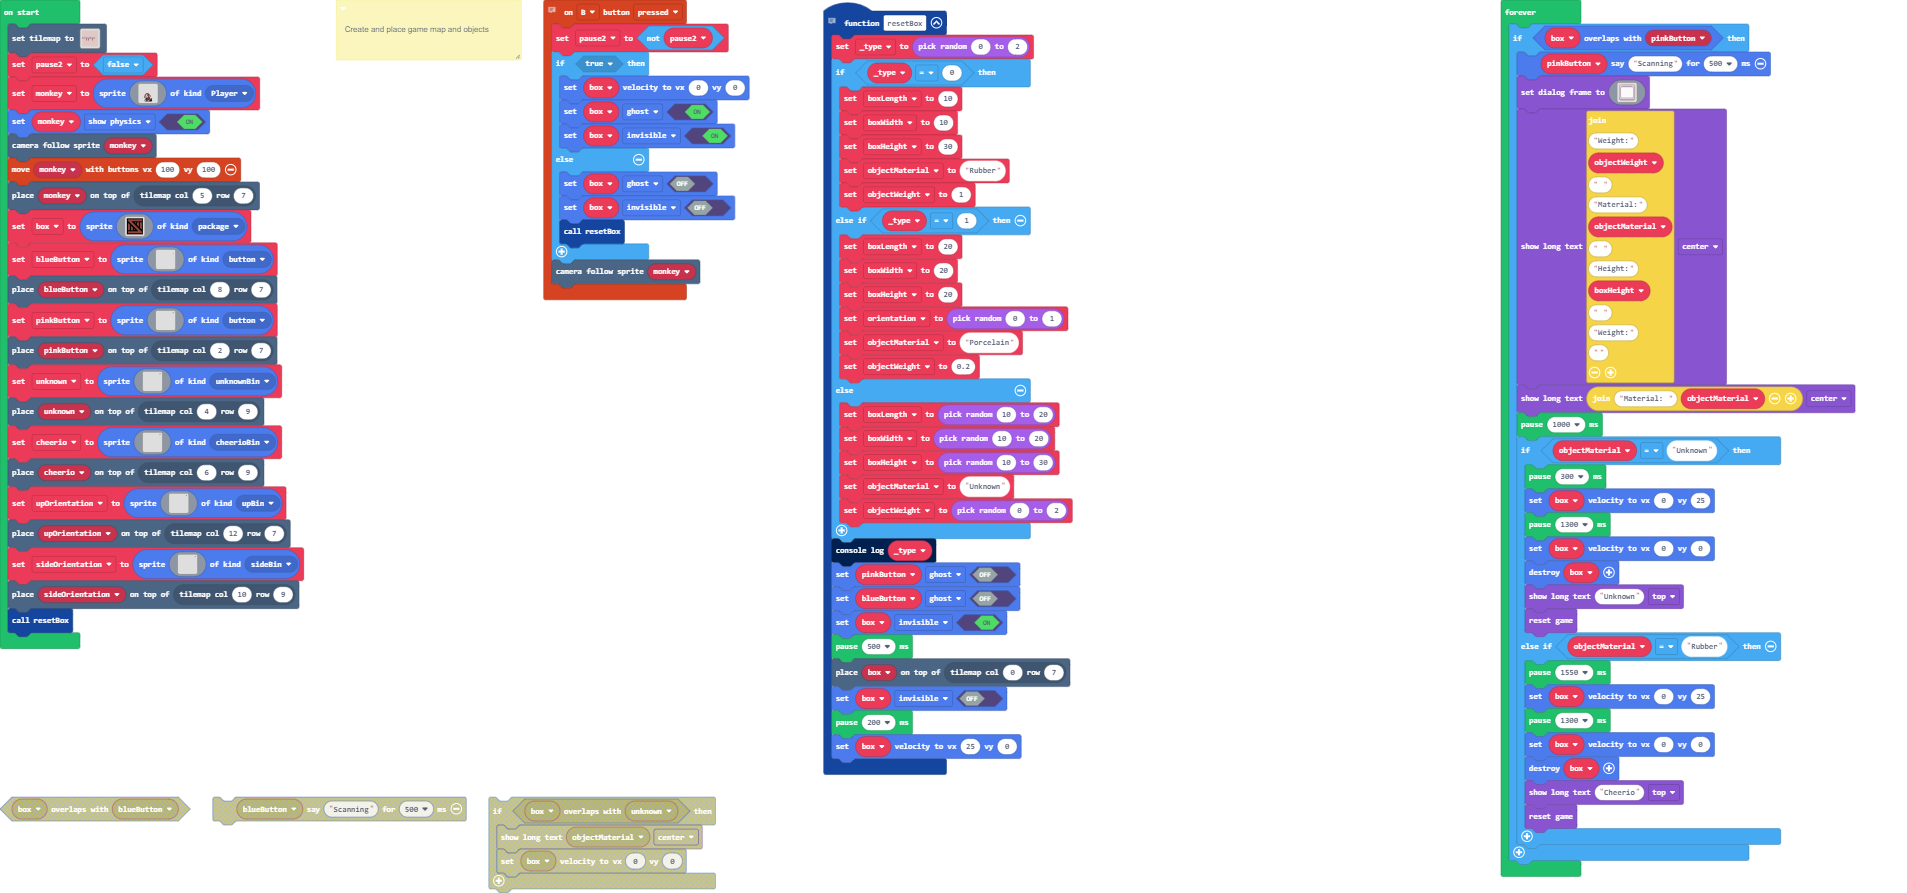 on start
set tilemap to
set pause2 to false
set monkey to sprite of kind Player
set monkey show physics ON
camera follow sprite monkey
move monkey with buttons vx 100 vy 100
place monkey on top of tilemap col 5 row 7
set box to sprite of kind package
set blueButton to sprite of kind button
place blueButton on top of tilemap col 8 row 7
set pinkButton to sprite of kind button
place pinkButton on top of tilemap col 2 row 7
set unknown to sprite of kind unknownBin
place unknown on top of tilemap col 4 row 9
set cheerio to sprite of kind cheerioBin
place cheerio on top of tilemap col 6 row 9
set upOrientation to sprite of kind upBin
place upOrientation on top of tilemap col 12 row 7
set sideOrientation to sprite of kind sideBin
place sideOrientation on top of tilemap col 10 row 9
call resetBox
Create and place game map and objects
on B button pressed
set pause2 to not pause2
if true then
set box velocity to vx 0 vy 0
set box ghost ON
set box invisible ON
else
set box ghost OFF
set box invisible OFF
call resetBox
camera follow sprite monkey
function resetBox
set _type to pick random 0 to 2
if _type = 0 then
set boxLength to 10
set boxWidth to 10
set boxHeight to 30
set objectMaterial to "Rubber"
set objectWeight to 1
else if _type = 1 then
set boxLength to 20
set boxWidth to 20
set boxHeight to 20
set orientation to pick random 0 to 1
set objectMaterial to "Porcelain"
set objectWeight to 0.2
else
set boxLength to pick random 10 to 20
set boxWidth to pick random 10 to 20
set boxHeight to pick random 10 to 30
set objectMaterial to "Unknown"
set objectWeight to pick random 0 to 2
console log _type
set pinkButton ghost OFF
set blueButton ghost OFF
set box invisible ON
pause 500 ms
place box on top of tilemap col 0 row 7
set box invisible OFF
pause 200 ms
set box velocity to vx 25 vy 0
forever
if box overlaps with pinkButton then
pinkButton say "Scanning" for 500 ms
set dialog frame to
join
"Weight:"
objectWeight
" "
"Material:"
objectMaterial
show long text " " center
"Height:"
boxHeight
" "
"Weight:"
""
show long text join "Material: " objectMaterial center
pause 1000 ms
if objectMaterial = "Unknown" then
pause 300 ms
set box velocity to vx 0 vy 25
pause 1300 ms
set box velocity to vx 0 vy 0
destroy box
show long text "Unknown" top
reset game
else if objectMaterial = "Rubber" then
pause 1550 ms
set box velocity to vx 0 vy 25
pause 1300 ms
set box velocity to vx 0 vy 0
destroy box
show long text "Cheerio" top
reset game
box overlaps with blueButton
blueButton say "Scanning" for 500 ms
if box overlaps with unknown then
show long text objectMaterial center
set box velocity to vx 0 vy 0